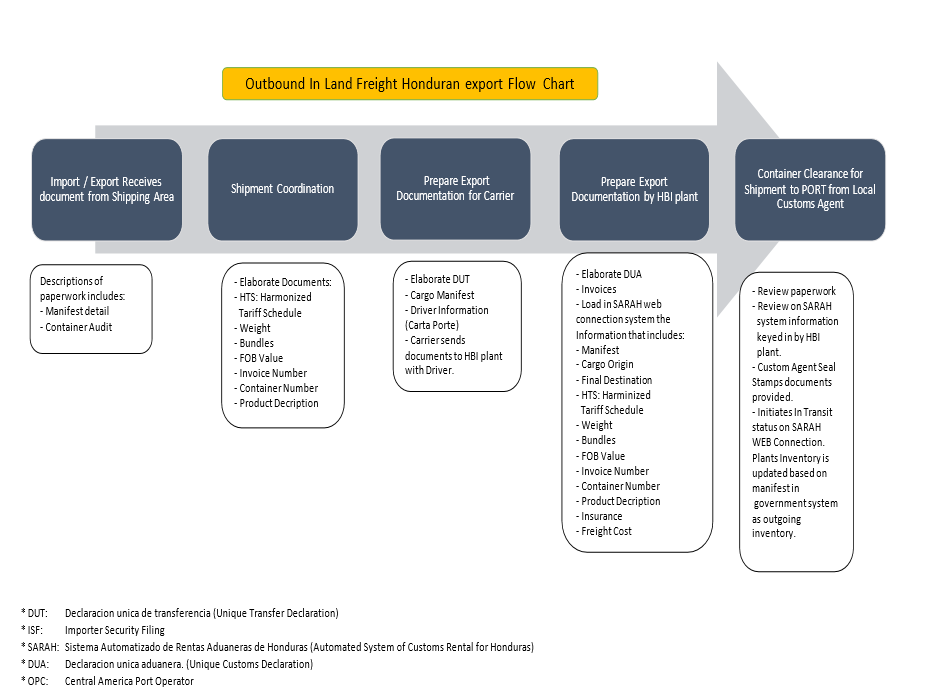 Outbound In Land Freight Honduran export Flow Chart
Import / Export Receives
document from Shipping Area
Shipment Coordination
Prepare Export
Documentation for Carrier
Prepare Export
Documentation by HBI plant
Container Clearance for
Shipment to PORT from Local
Customs Agent
Descriptions of
paperwork includes:
- Manifest detail
- Container Audit
- Elaborate Documents:
- HTS: Harmonized
Tariff Schedule
- Weight
- Bundles
- FOB Value
- Invoice Number
- Container Number
- Product Decription
- Elaborate DUT
- Cargo Manifest
- Driver Information
(Carta Porte)
- Carrier sends
documents to HBI plant
with Driver.
- Elaborate DUA
- Invoices
- Load in SARAH web
connection system the
Information that includes:
- Manifest
- Cargo Origin
- Final Destination
- HTS: Harminized
Tariff Schedule
- Weight
- Bundles
- FOB Value
- Invoice Number
- Container Number
- Product Decription
- Insurance
- Freight Cost
- Review paperwork
- Review on SARAH
system information
keyed in by HBI
plant.
- Custom Agent Seal
Stamps documents
provided.
- Initiates In Transit
status on SARAH
WEB Connection.
Plants Inventory is
updated based on
manifest in
government system
as outgoing
inventory.
* DUT: Declaracion unica de transferencia (Unique Transfer Declaration)
* ISF: Importer Security Filing
* SARAH: Sistema Automatizado de Rentas Aduaneras de Honduras (Automated System of Customs Rental for Honduras)
* DUA: Declaracion unica aduanera. (Unique Customs Declaration)
* OPC: Central America Port Operator